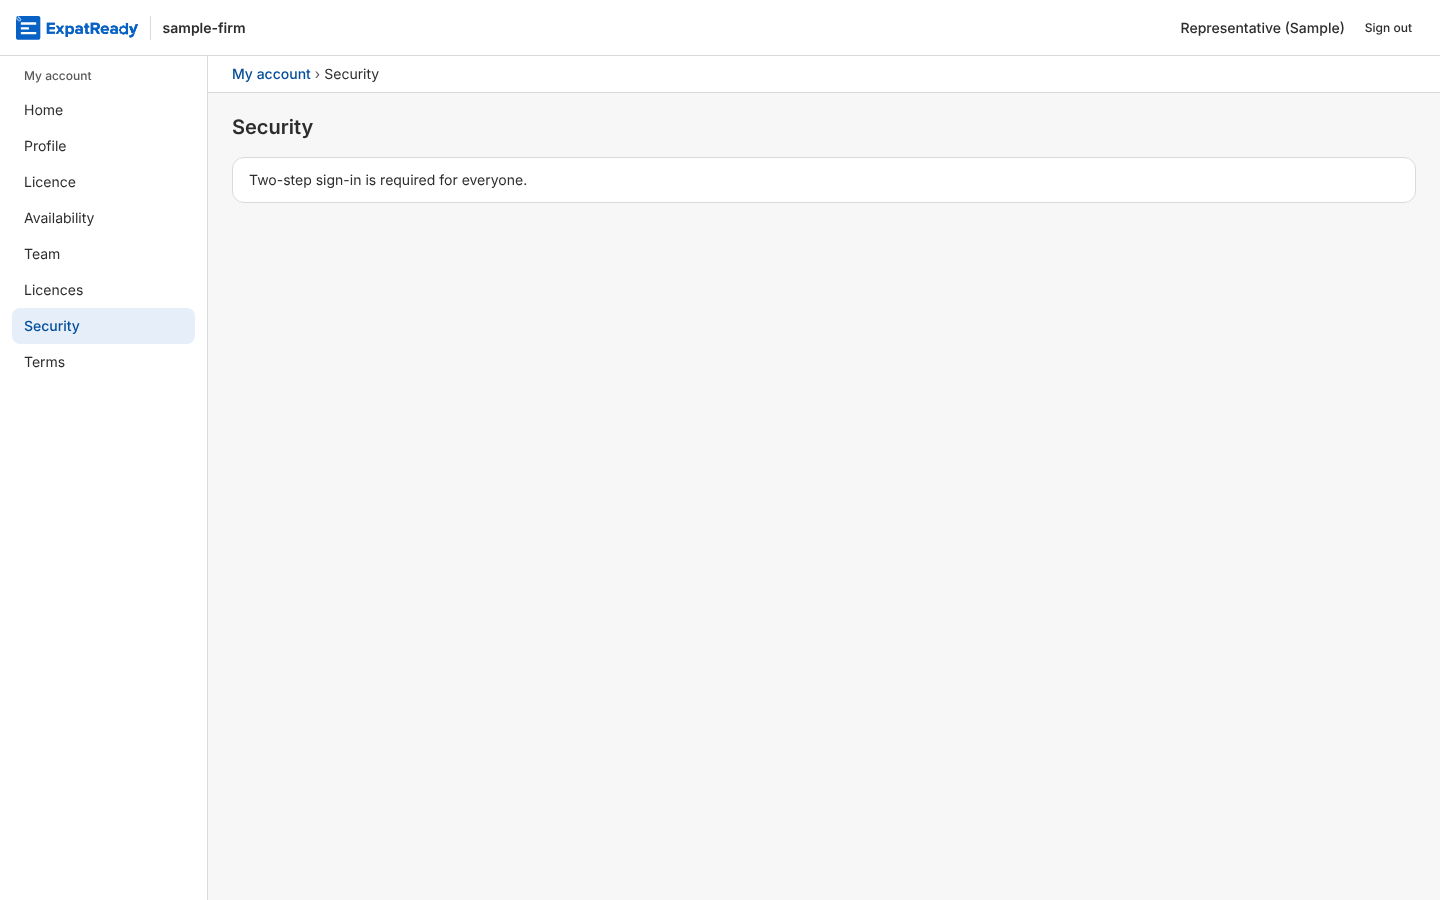 ExpatReady
sample-firm
Representative (Sample)
Sign out
My account
Home
Profile
Licence
Availability
Team
Licences
Security
Terms
My account › Security
Security
Two-step sign-in is required for everyone.